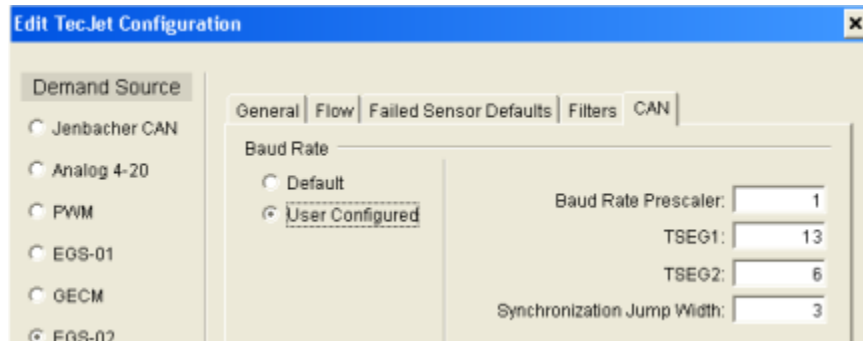 Edit TecJet Configuration
Demand Source
Jenbacher CAN
Analog 4-20
PWM
EGS-01
GECM
EGS-02
General Flow Failed Sensor Defaults Filters CAN
Baud Rate
Default
User Configured
Baud Rate Prescaler: 1
TSEG1: 13
TSEG2: 6
Synchronization Jump Width: 3